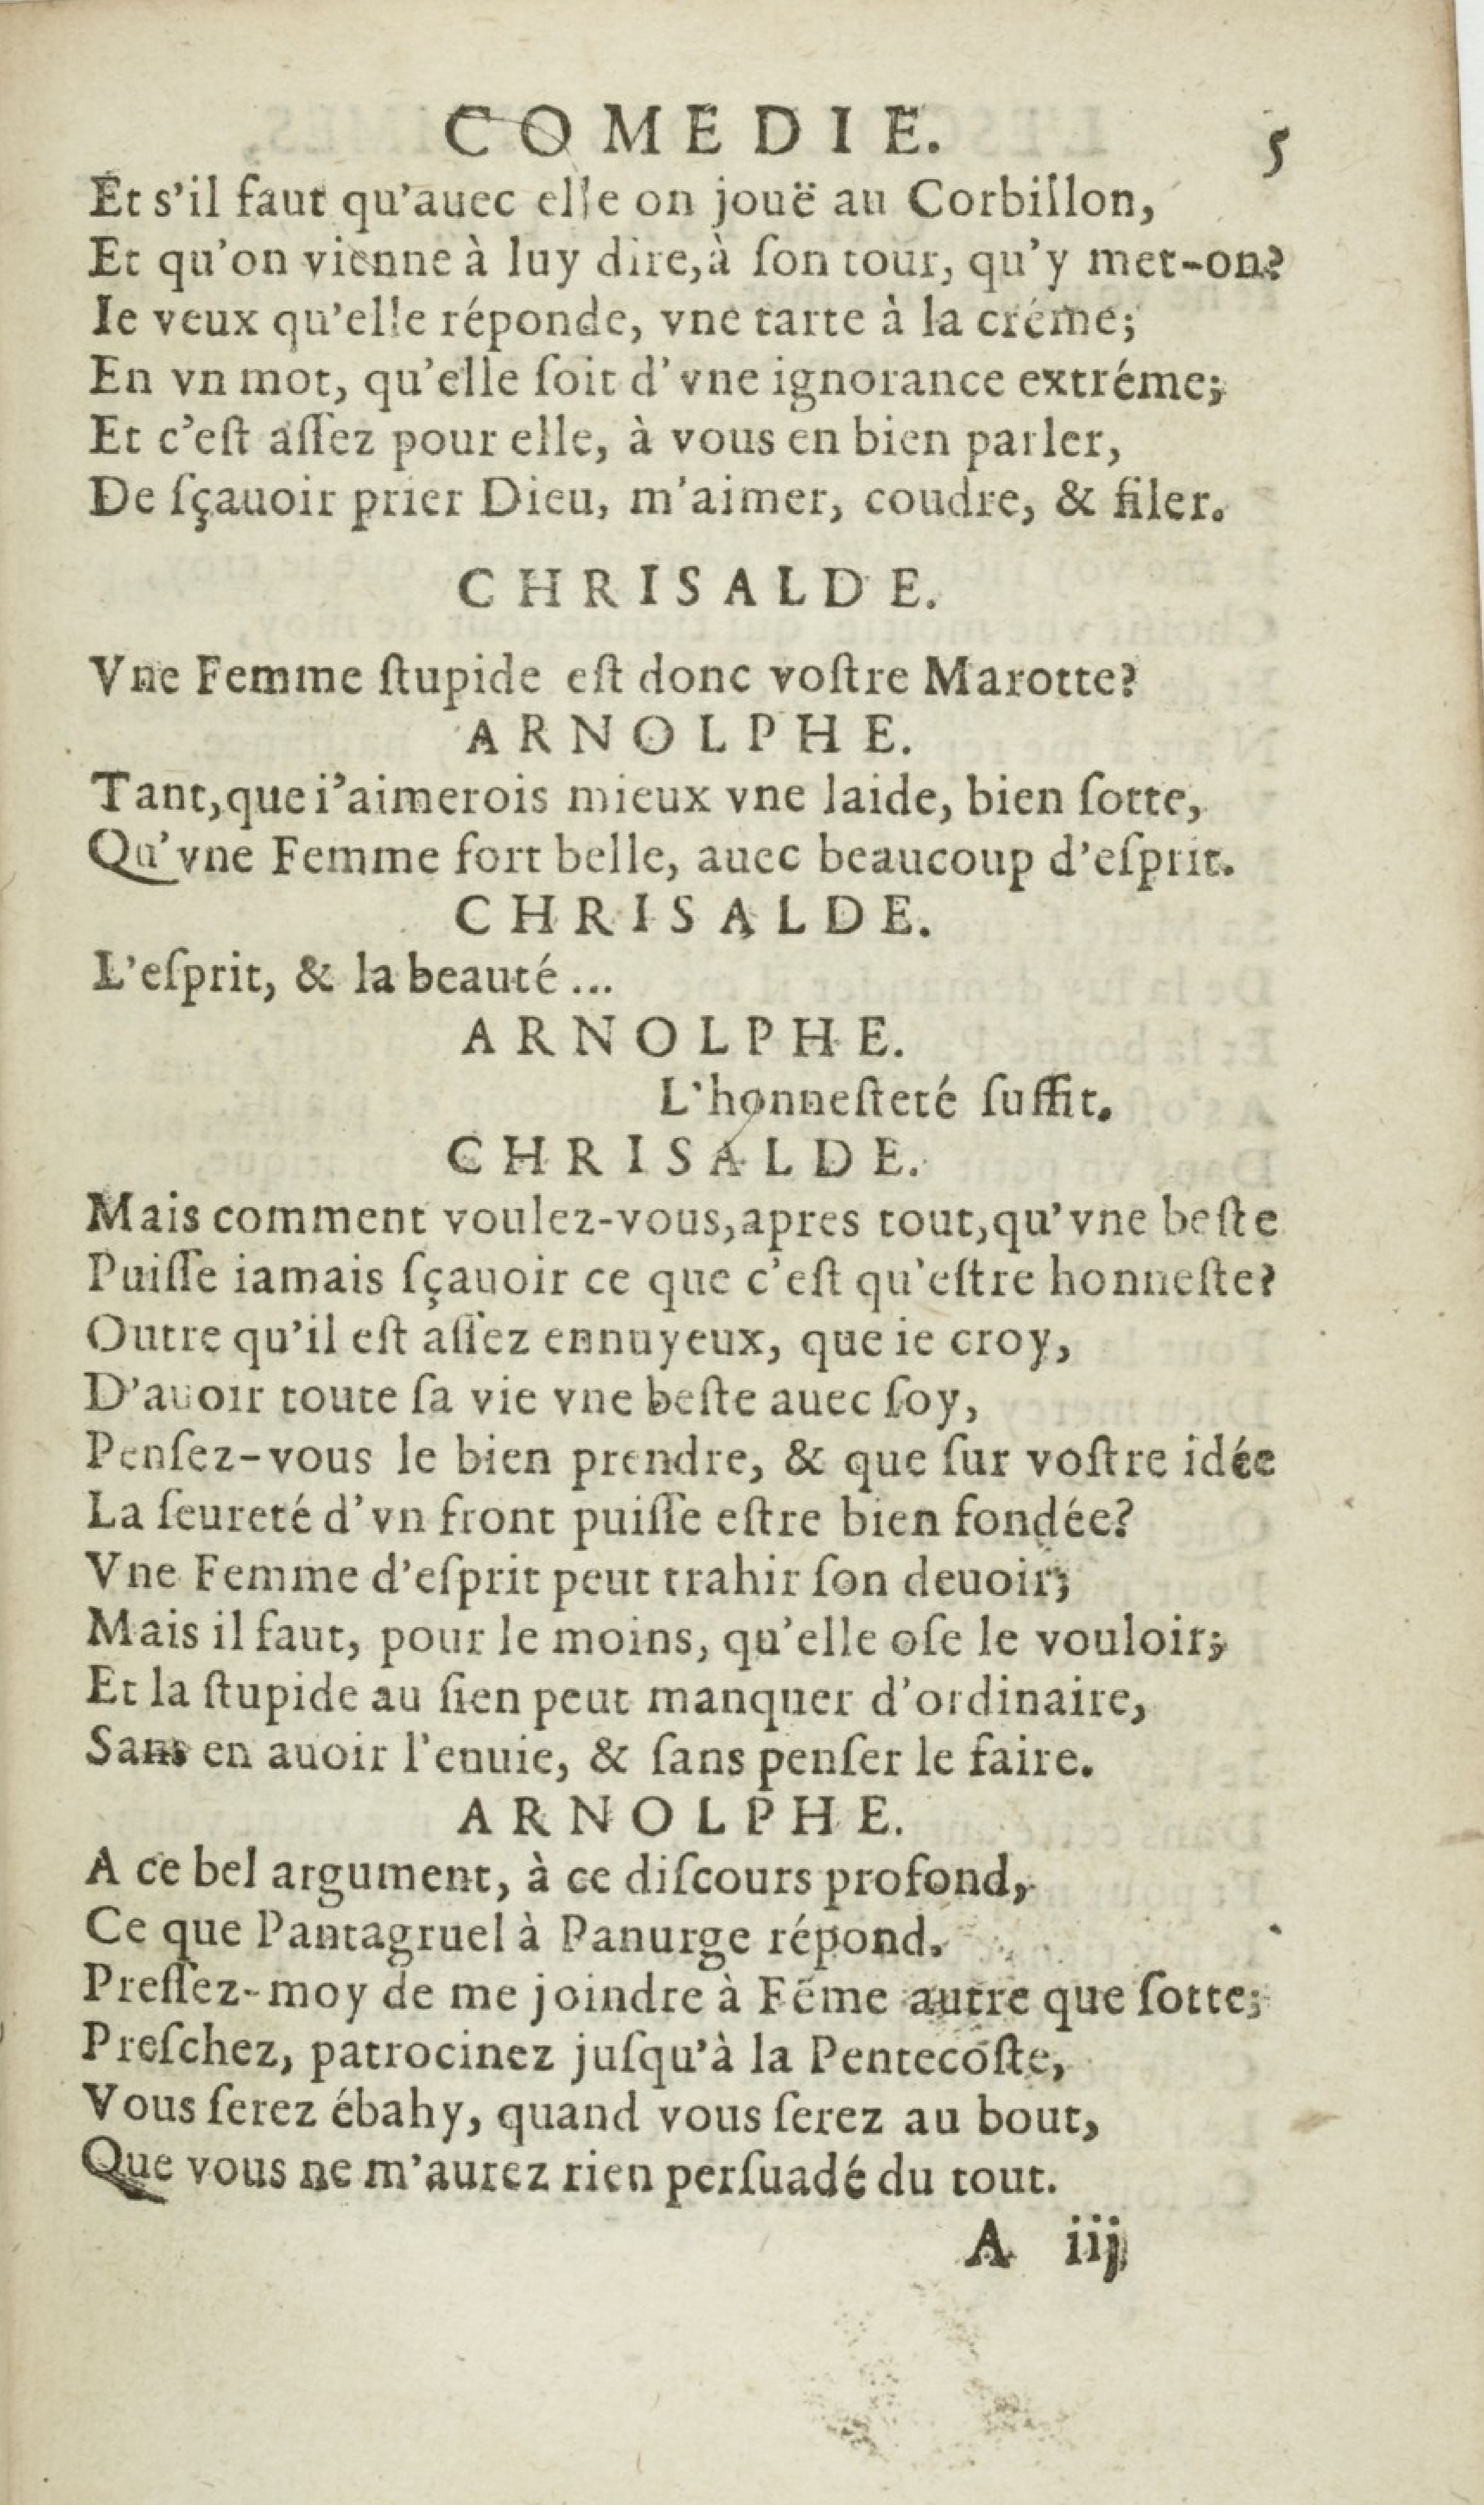 COMEDIE. 5
Et s'il faut qu'auec elle on jouë au Corbillon,
Et qu'on vienne à luy dire, à ſon tour, qu'y met-on?
Ie veux qu'elle réponde, vne tarte à la créme;
En vn mot, qu'elle ſoit d'vne ignorance extréme;
Et c'eſt aſſez pour elle, à vous en bien parler,
De ſçauoir prier Dieu, m'aimer, coudre, & filer.
CHRISALDE.
Vne Femme ſtupide eſt donc voſtre Marotte?
ARNOLPHE.
Tant, que i'aimerois mieux vne laide, bien ſotte,
Qu'vne Femme fort belle, auec beaucoup d'eſprit.
CHRISALDE.
L'eſprit, & la beauté ...
ARNOLPHE.
L'honneſteté ſuffit.
CHRISALDE.
Mais comment voulez-vous, apres tout, qu'vne beſte
Puiſſe iamais ſçauoir ce que c'eſt qu'eſtre honneſte?
Outre qu'il eſt aſſez ennuyeux, que ie croy,
D'auoir toute ſa vie vne beſte auec ſoy,
Penſez-vous le bien prendre, & que ſur voſtre idée
La ſeureté d'vn front puiſſe eſtre bien fondée?
Vne Femme d'eſprit peut trahir ſon deuoir;
Mais il faut, pour le moins, qu'elle oſe le vouloir;
Et la ſtupide au ſien peut manquer d'ordinaire,
Sans en auoir l'enuie, & ſans penſer le faire.
ARNOLPHE.
A ce bel argument, à ce diſcours profond,
Ce que Pantagruel à Panurge répond.
Preſſez-moy de me joindre à Fẽme autre que ſotte;
Preſchez, patrocinez juſqu'à la Pentecoſte,
Vous ſerez ébahy, quand vous ſerez au bout,
Que vous ne m'aurez rien perſuadé du tout.
A iij